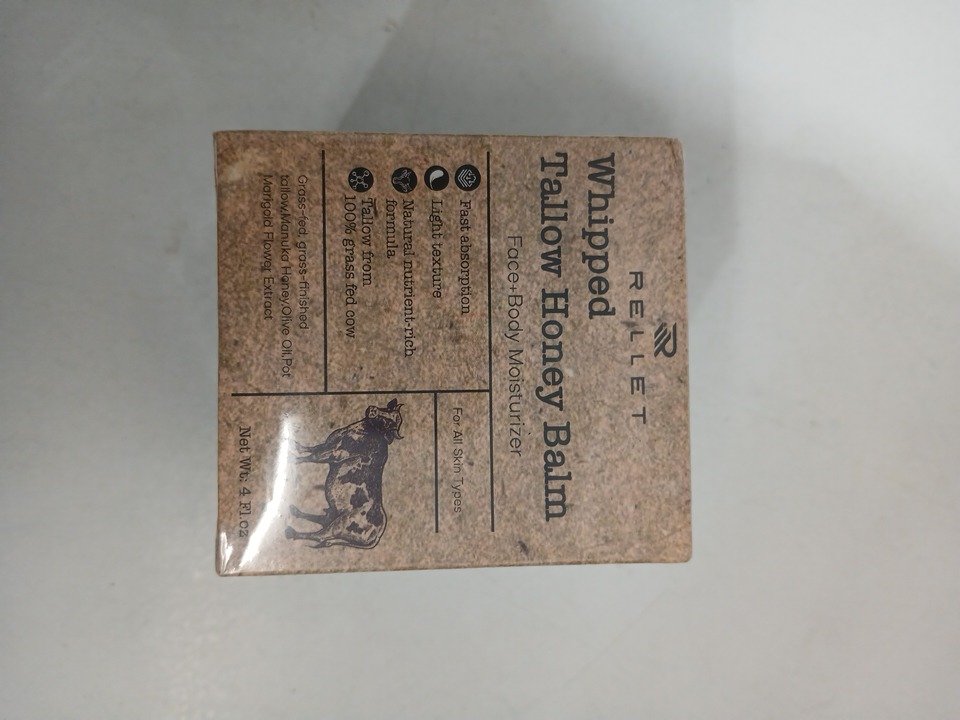 RELLET
Whipped
Tallow Honey Balm
Face+Body Moisturizer
Fast absorption
Light texture
Natural nutrient-rich
formula
Tallow from
100% grass fed cow
For All Skin Types
Grass-fed, grass-finished
tallow,Manuka Honey,Olive Oil,Pot
Marigold Flower Extract
Net Wt: 4 Fl oz